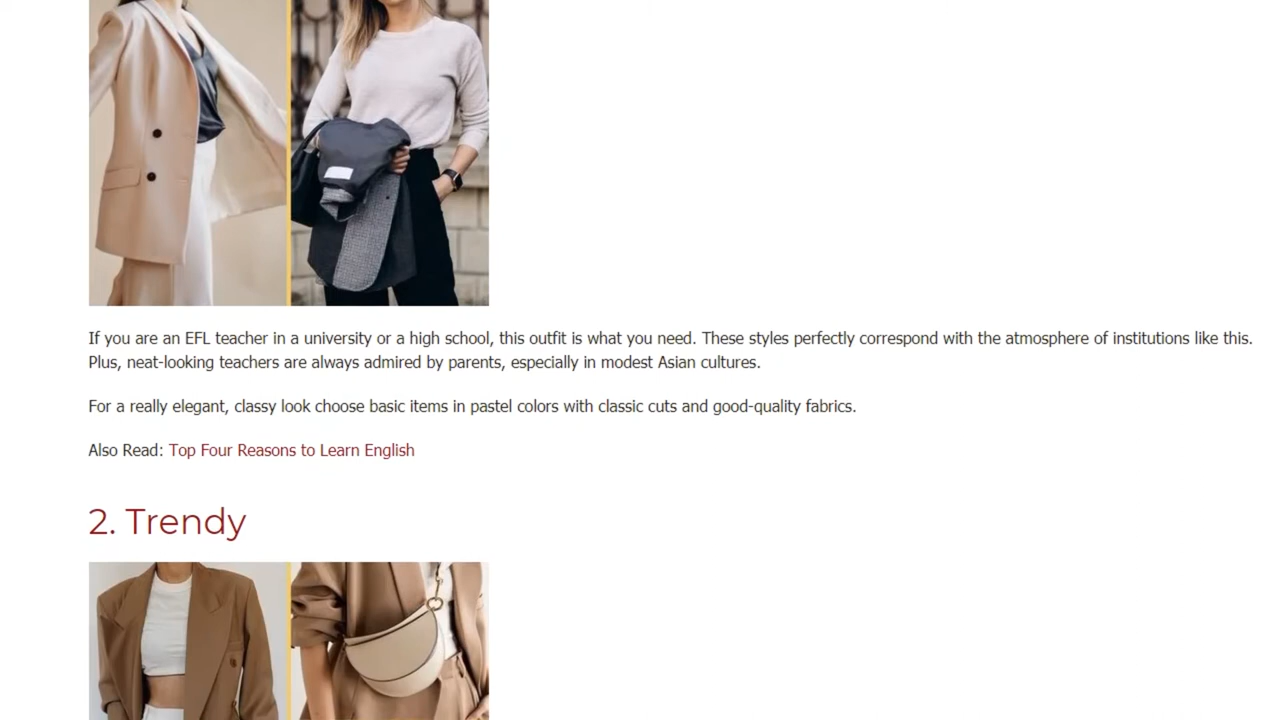 If you are an EFL teacher in a university or a high school, this outfit is what you need. These styles perfectly correspond with the atmosphere of institutions like this.
Plus, neat-looking teachers are always admired by parents, especially in modest Asian cultures.
For a really elegant, classy look choose basic items in pastel colors with classic cuts and good-quality fabrics.
Also Read: Top Four Reasons to Learn English
2. Trendy